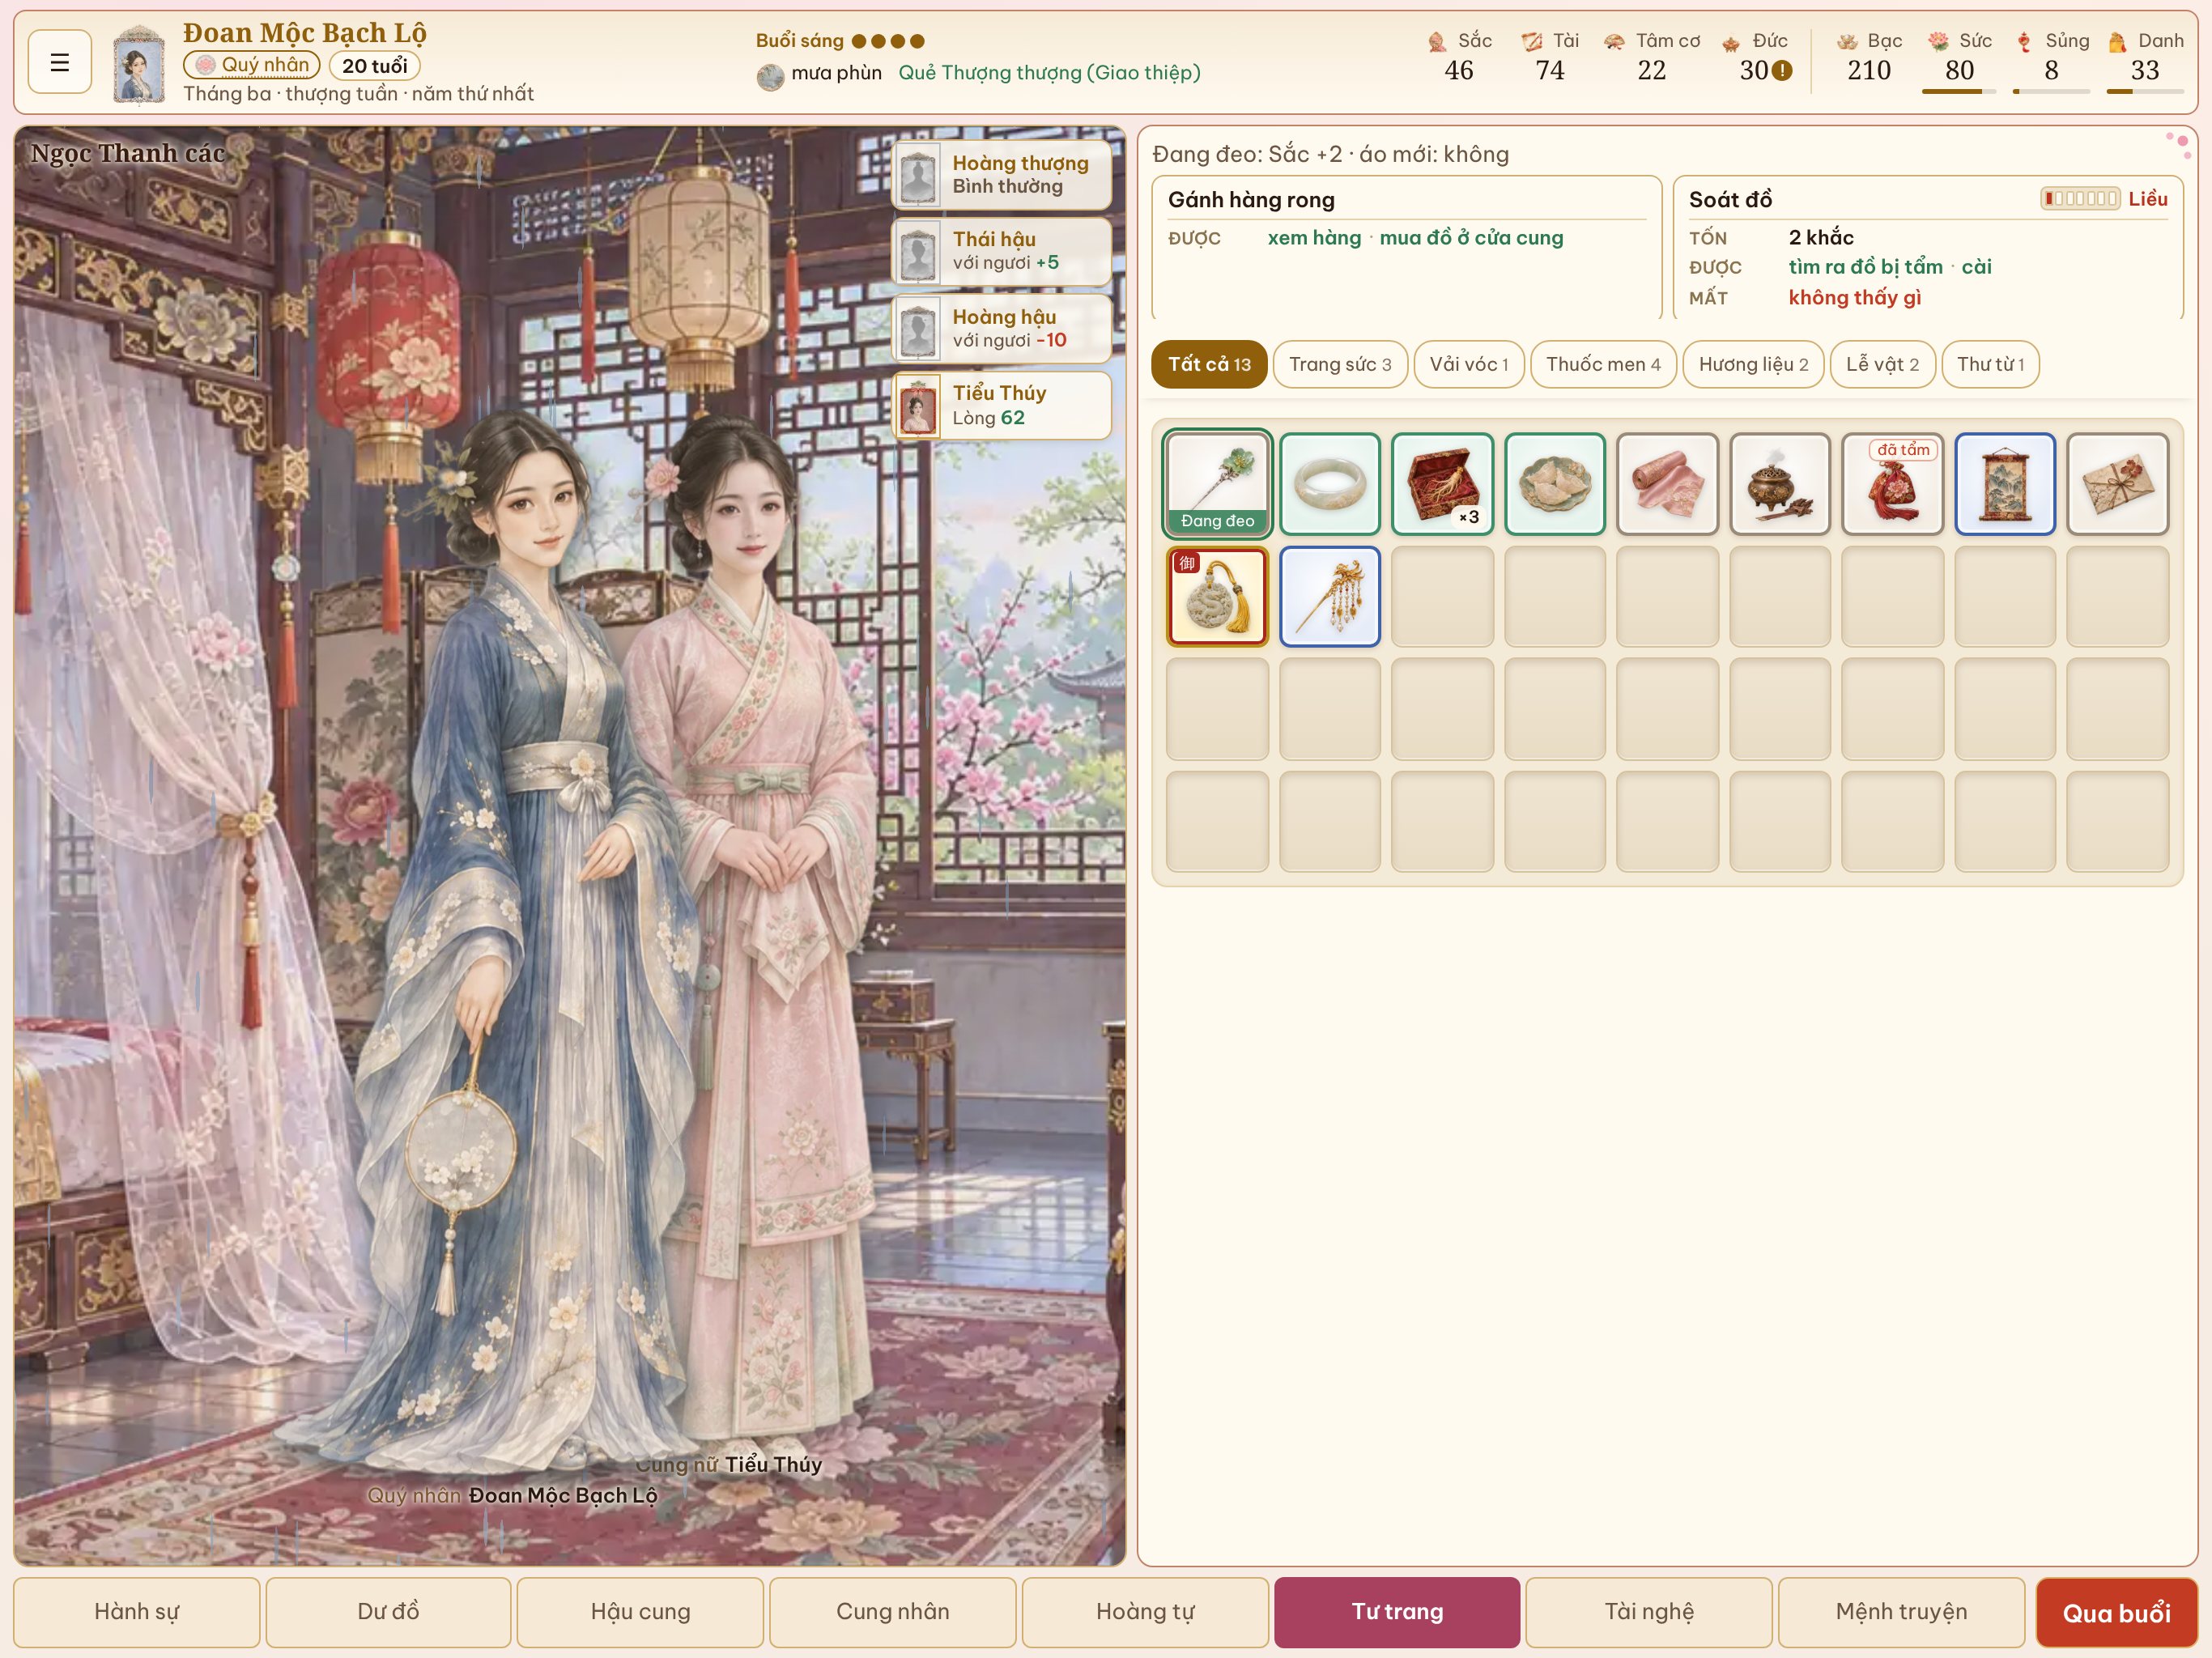 ☰
Đoan Mộc Bạch Lộ
Quý nhân
20 tuổi
Tháng ba · thượng tuần · năm thứ nhất
Buổi sáng
mưa phùn Quẻ Thượng thượng (Giao thiệp)
Sắc Tài Tâm cơ Đức Bạc Sức Sủng Danh
46 74 22 30 ! 210 80 8 33
Ngọc Thanh các
Hoàng thượng
Bình thường
Thái hậu
với ngươi +5
Hoàng hậu
với ngươi -10
Tiểu Thúy
Lòng 62
Cung nữ Tiểu Thúy
Quý nhân Đoan Mộc Bạch Lộ
Đang đeo: Sắc +2 · áo mới: không
Gánh hàng rong
ĐƯỢC xem hàng · mua đồ ở cửa cung
Soát đồ Liều
TỐN 2 khắc
ĐƯỢC tìm ra đồ bị tẩm · cài
MẤT không thấy gì
Tất cả 13 Trang sức 3 Vải vóc 1 Thuốc men 4 Hương liệu 2 Lễ vật 2 Thư từ 1
Đang đeo
×3
đã tẩm
御
Hành sự Dư đồ Hậu cung Cung nhân Hoàng tự Tư trang Tài nghệ Mệnh truyện Qua buổi